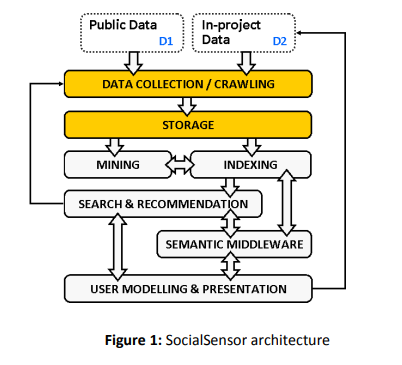 Public Data
D1
In-project
Data
D2
DATA COLLECTION / CRAWLING
STORAGE
MINING
INDEXING
SEARCH & RECOMMENDATION
SEMANTIC MIDDLEWARE
USER MODELLING & PRESENTATION
Figure 1: SocialSensor architecture